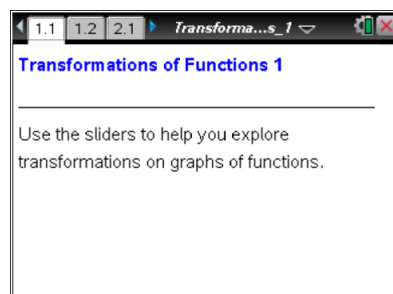 1.1 1.2 2.1 Transforma...s_1
Transformations of Functions 1
Use the sliders to help you explore
transformations on graphs of functions.